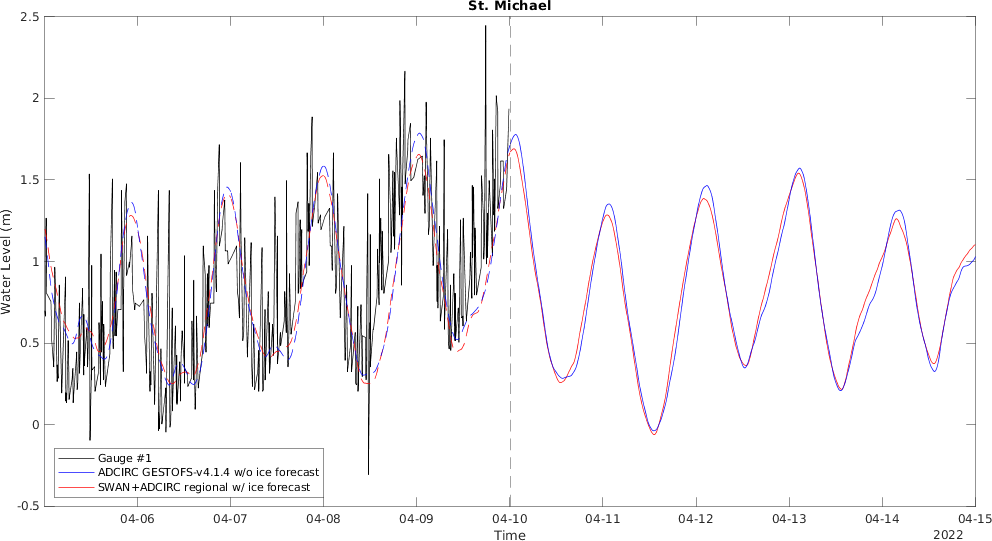 St. Michael
Water Level (m)
2.5
2
1.5
1
0.5
0
-0.5
Gauge #1
ADCIRC GESTOFS-v4.1.4 w/o ice forecast
SWAN+ADCIRC regional w/ ice forecast
04-06 04-07 04-08 04-09 04-10 04-11 04-12 04-13 04-14 04-15
Time
2022